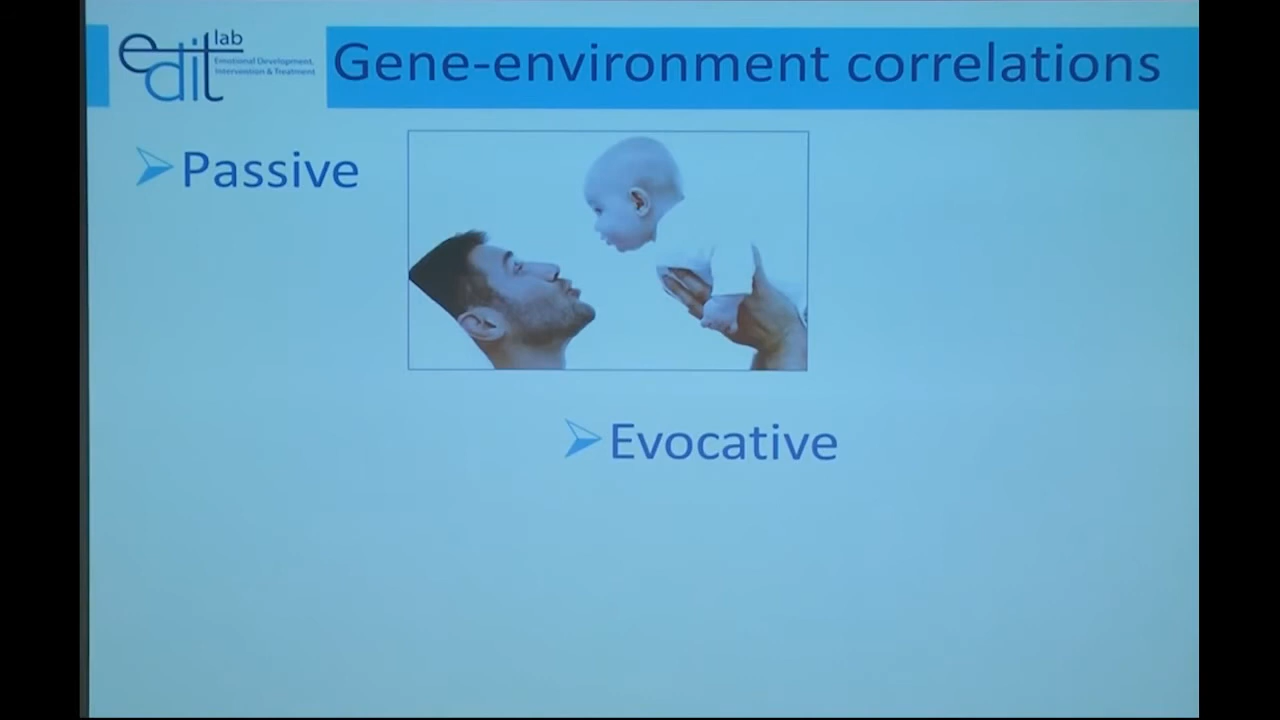 edit lab
Emotional Development,
Intervention & Treatment
Gene-environment correlations
Passive
Evocative